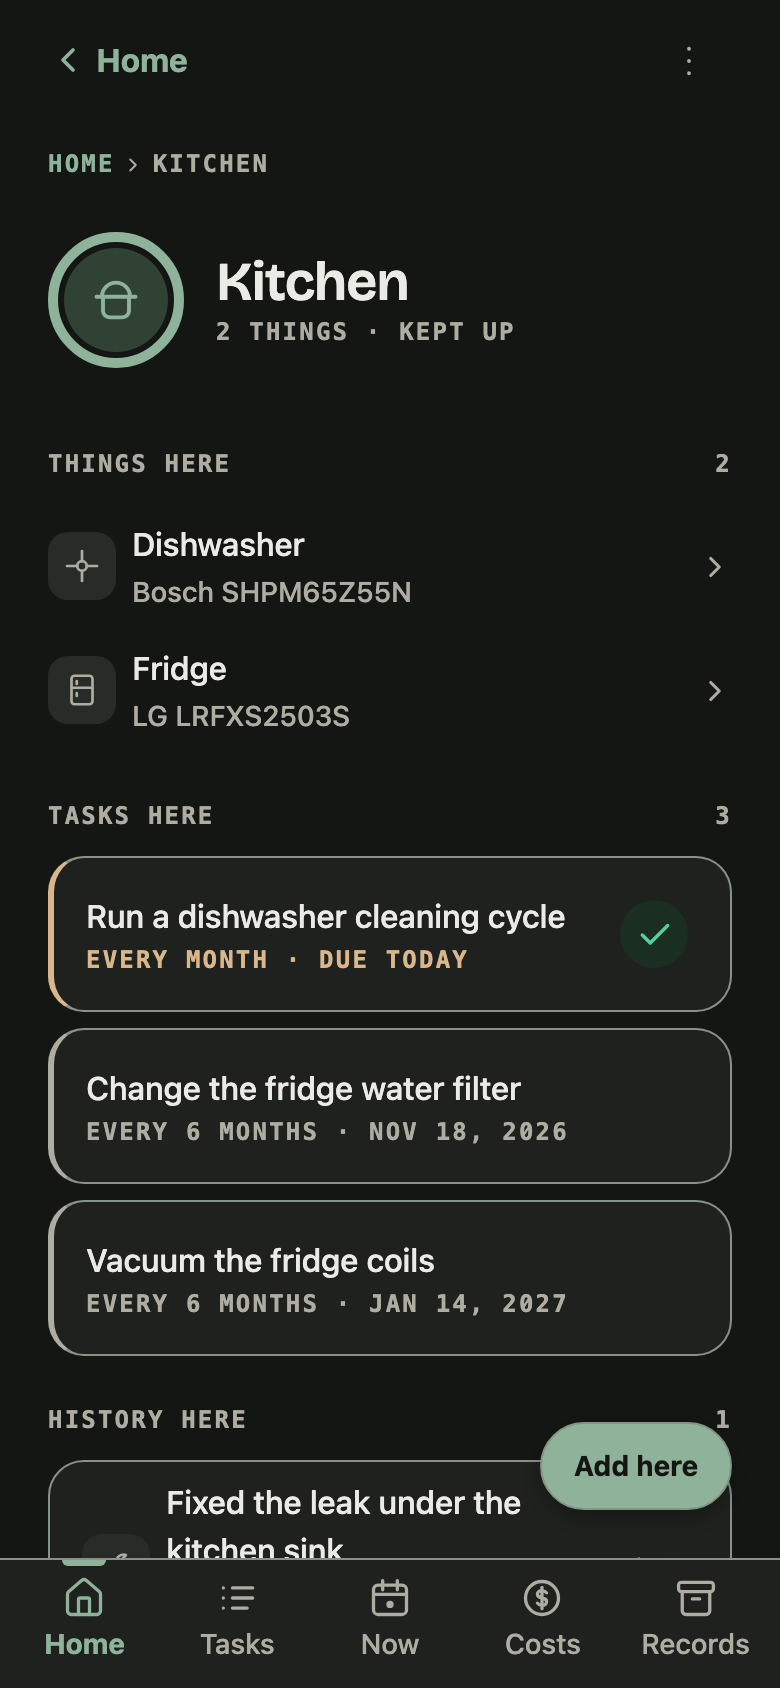 Home
HOME › KITCHEN
Kitchen
2 THINGS · KEPT UP
THINGS HERE 2
Dishwasher
Bosch SHPM65Z55N
Fridge
LG LRFXS2503S
TASKS HERE 3
Run a dishwasher cleaning cycle
EVERY MONTH · DUE TODAY
Change the fridge water filter
EVERY 6 MONTHS · NOV 18, 2026
Vacuum the fridge coils
EVERY 6 MONTHS · JAN 14, 2027
HISTORY HERE 1
Add here
Fixed the leak under the
kitchen sink
Home Tasks Now Costs Records